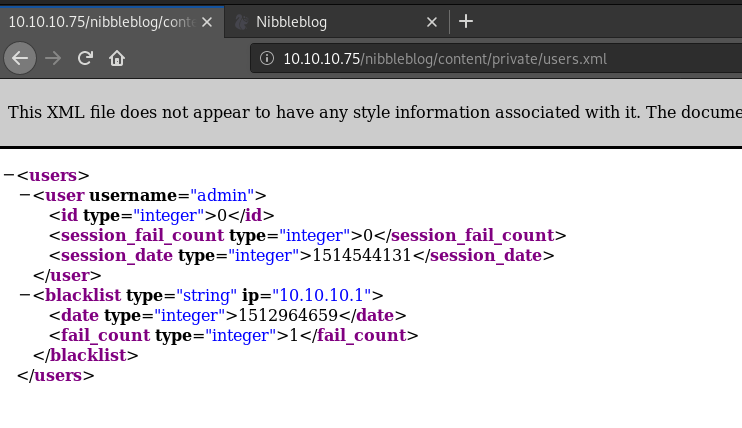 10.10.10.75/nibbleblog/conte
Nibbleblog
10.10.10.75/nibbleblog/content/private/users.xml
This XML file does not appear to have any style information associated with it. The docume
−<users>
−<user username="admin">
<id type="integer">0</id>
<session_fail_count type="integer">0</session_fail_count>
<session_date type="integer">1514544131</session_date>
</user>
−<blacklist type="string" ip="10.10.10.1">
<date type="integer">1512964659</date>
<fail_count type="integer">1</fail_count>
</blacklist>
</users>